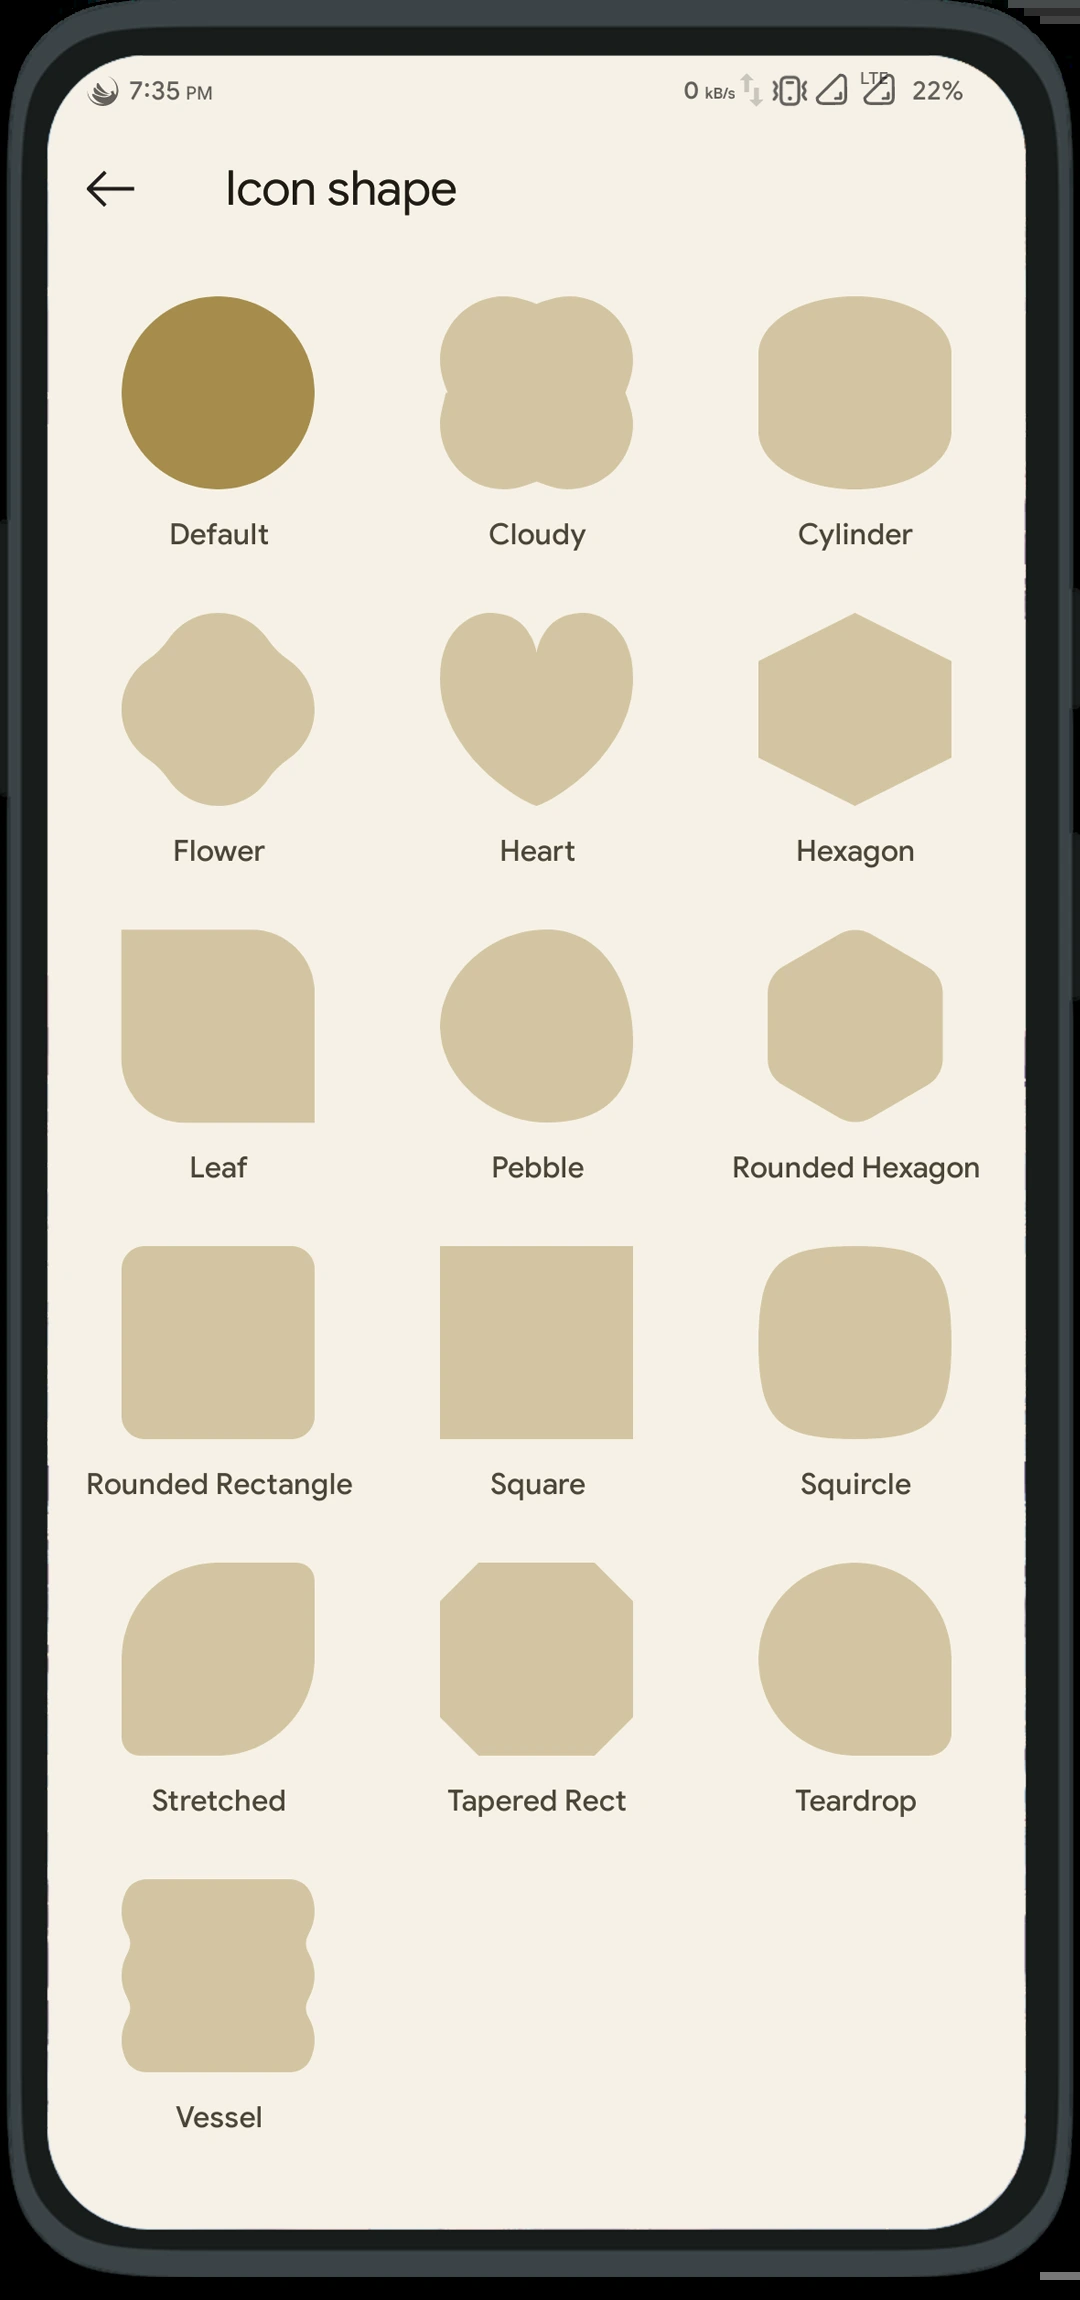 7:35 PM 0 kB/s LTE 22%
Icon shape
Default Cloudy Cylinder
Flower Heart Hexagon
Leaf Pebble Rounded Hexagon
Rounded Rectangle Square Squircle
Stretched Tapered Rect Teardrop
Vessel